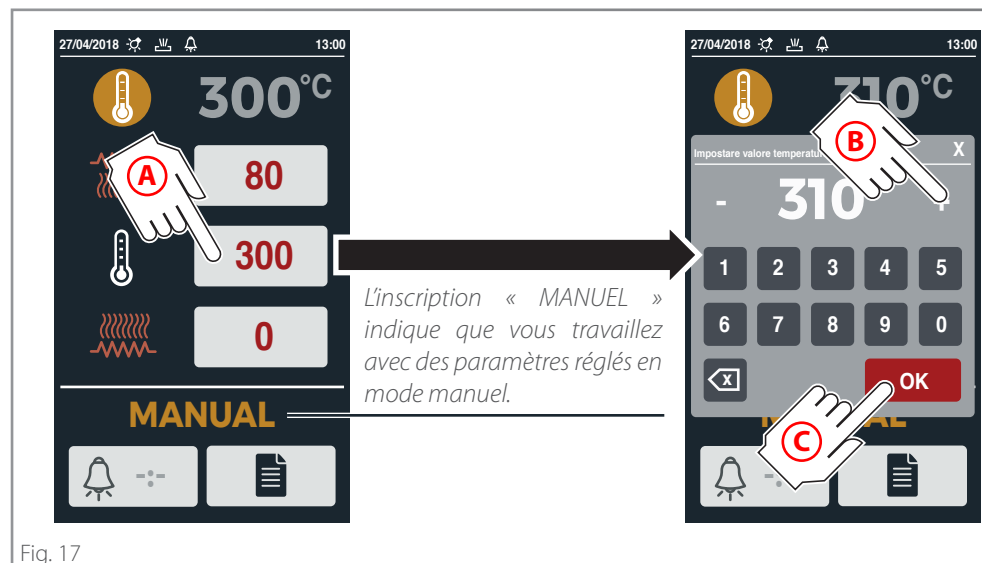 27/04/2018 13:00
300°C
A
80
300
0
MANUAL
-:-
L'inscription « MANUEL »
indique que vous travaillez
avec des paramètres réglés en
mode manuel.
27/04/2018 13:00
310°C
B
Impostare valore X
- 310 +
1 2 3 4 5
6 7 8 9 0
X OK
C
Fig. 17